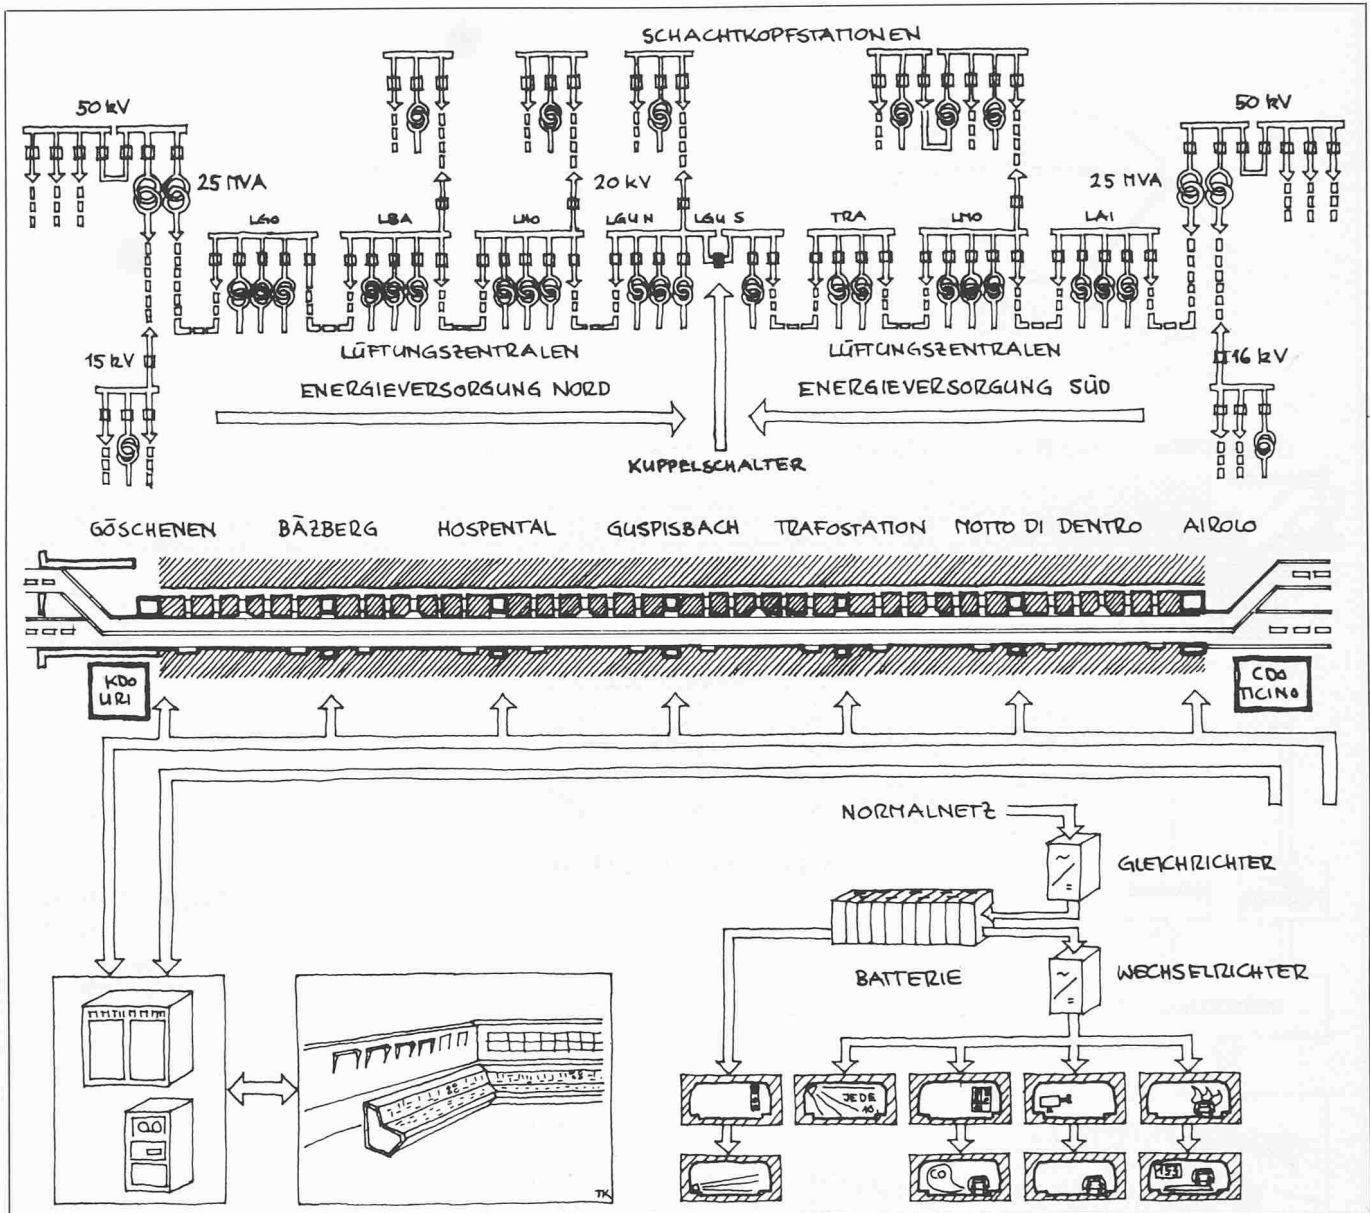 SCHACHTKOPFSTATIONEN
50 kV
50 kV
25 MVA
20 kV
25 MVA
LGO
LBA
LHO
LGU N
LGU S
TRA
LMO
LAI
LÜFTUNGSZENTRALEN
LÜFTUNGSZENTRALEN
15 kV
16 kV
ENERGIEVERSORGUNG NORD
ENERGIEVERSORGUNG SÜD
KUPPELSCHALTER
GÖSCHENEN
BÄZBERG
HOSPENTAL
GUSPISBACH
TRAFOSTATION
MOTTO DI DENTRO
AIROLO
KDO
URI
CDO
TICINO
NORMALNETZ
GLEICHRICHTER
BATTERIE
WECHSELRICHTER
JEDE
10.
CO
TK